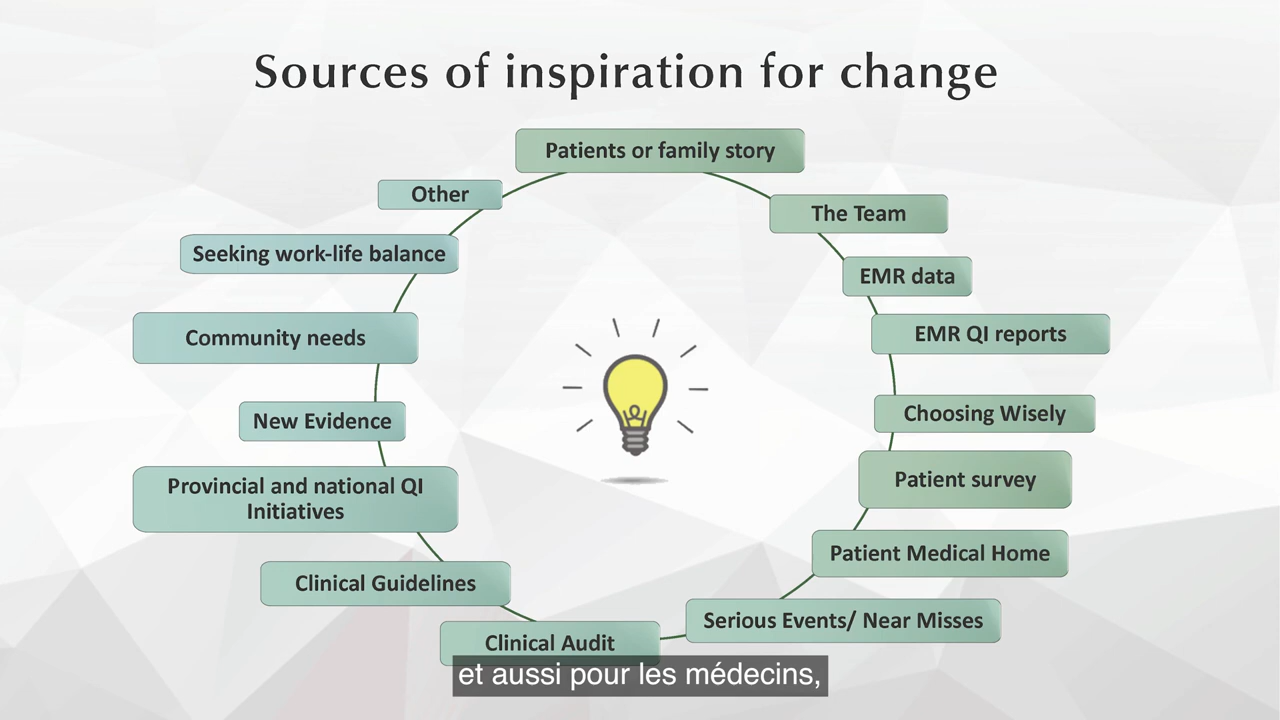 Sources of inspiration for change
Patients or family story
The Team
EMR data
EMR QI reports
Choosing Wisely
Patient survey
Patient Medical Home
Serious Events/ Near Misses
Clinical Audit
Clinical Guidelines
Provincial and national QI
Initiatives
New Evidence
Community needs
Seeking work-life balance
Other
et aussi pour les médecins,